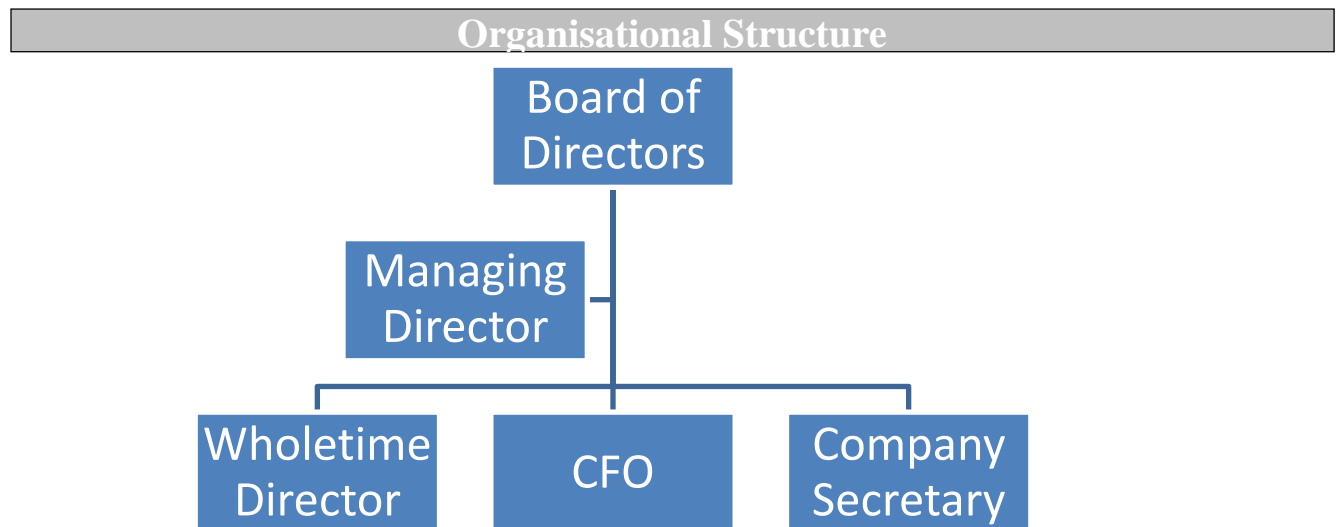 Organisational Structure
Board of
Directors
Managing
Director
Wholetime
Director
CFO
Company
Secretary